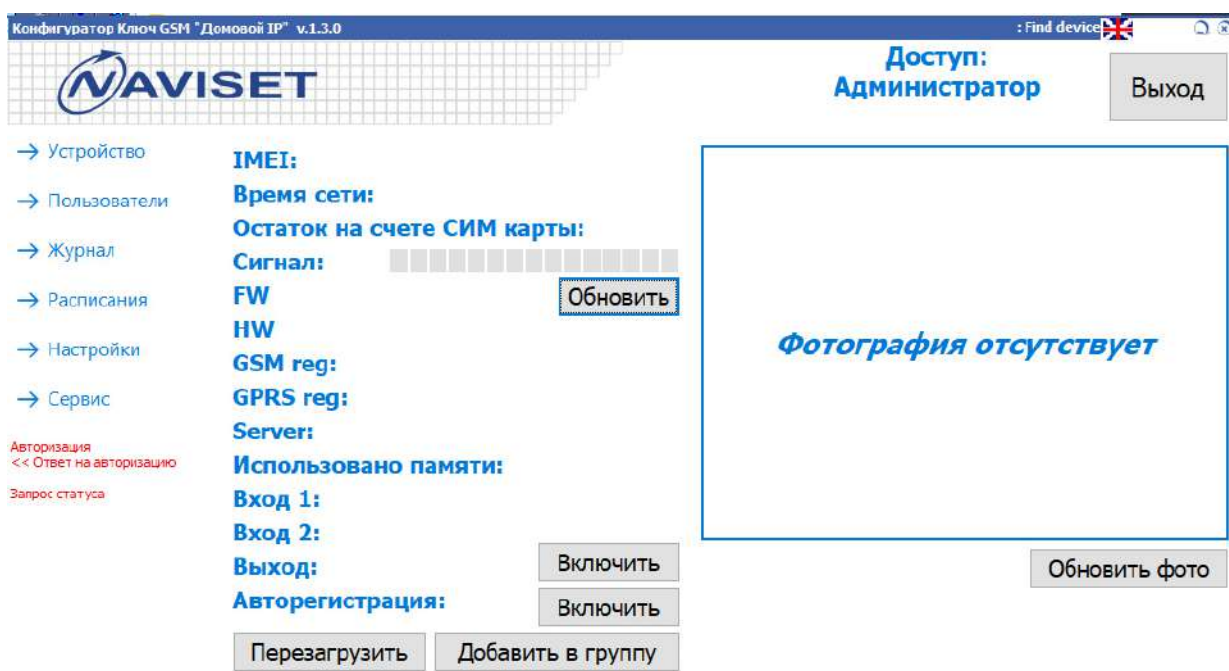 Конфигуратор Ключ GSM "Домовой IP" v.1.3.0
: Find device
NAVISET
Доступ:
Администратор
Выход
Устройство
Пользователи
Журнал
Расписания
Настройки
Сервис
Авторизация
<< Ответ на авторизацию
Запрос статуса
IMEI:
Время сети:
Остаток на счете СИМ карты:
Сигнал:
FW
Обновить
HW
GSM reg:
GPRS reg:
Server:
Использовано памяти:
Вход 1:
Вход 2:
Выход:
Включить
Авторегистрация:
Включить
Перезагрузить
Добавить в группу
Фотография отсутствует
Обновить фото